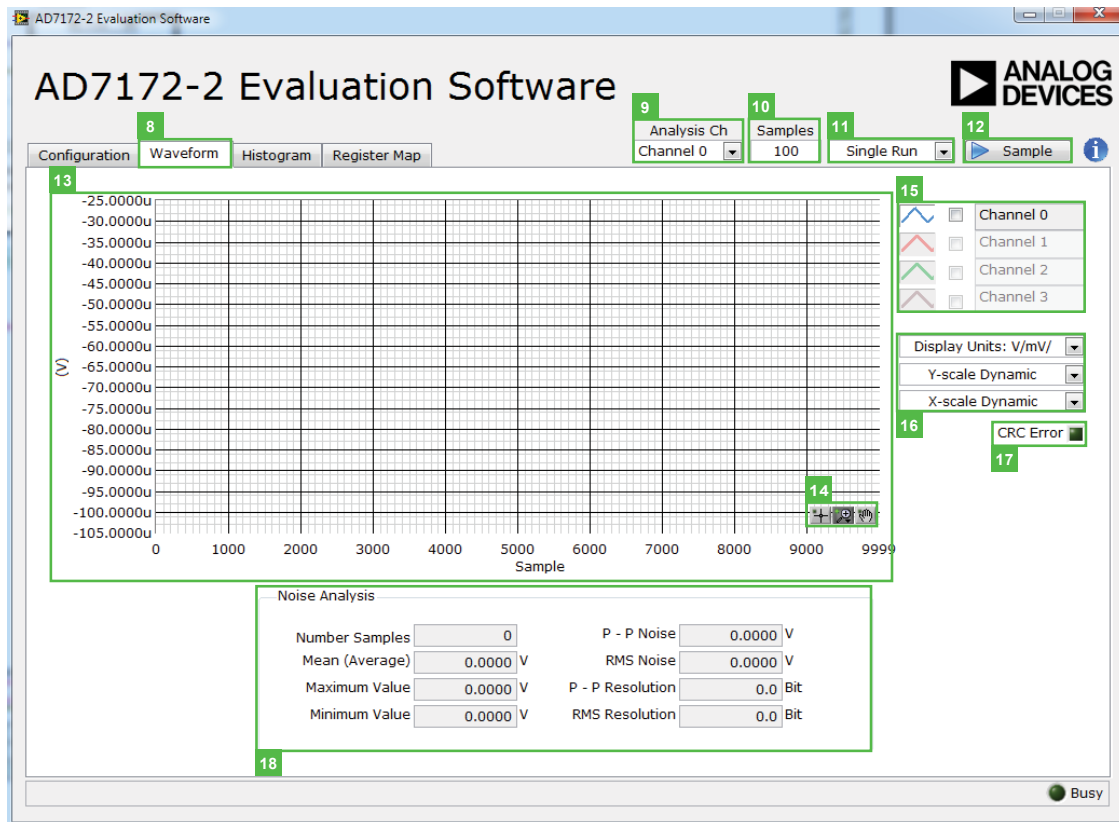 AD7172-2 Evaluation Software
AD7172-2 Evaluation Software
ANALOG
DEVICES
8
9
10
11
12
Analysis Ch
Samples
Configuration Waveform Histogram Register Map
Channel 0
100
Single Run
Sample
i
13
-25.0000u
-30.0000u
-35.0000u
-40.0000u
-45.0000u
-50.0000u
-55.0000u
-60.0000u
-65.0000u
-70.0000u
-75.0000u
-80.0000u
-85.0000u
-90.0000u
-95.0000u
-100.0000u
-105.0000u
(V)
0 1000 2000 3000 4000 5000 6000 7000 8000 9000 9999
Sample
14
15
Channel 0
Channel 1
Channel 2
Channel 3
Display Units: V/mV/
Y-scale Dynamic
X-scale Dynamic
16
CRC Error
17
Noise Analysis
Number Samples 0
Mean (Average) 0.0000 V
Maximum Value 0.0000 V
Minimum Value 0.0000 V
P - P Noise 0.0000 V
RMS Noise 0.0000 V
P - P Resolution 0.0 Bit
RMS Resolution 0.0 Bit
18
Busy